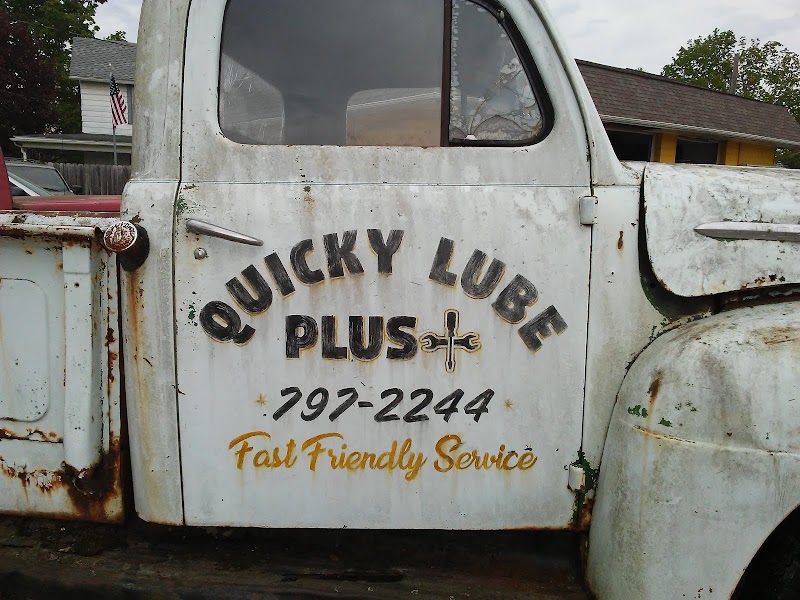 QUICKY LUBE
PLUS
797-2244
Fast Friendly Service